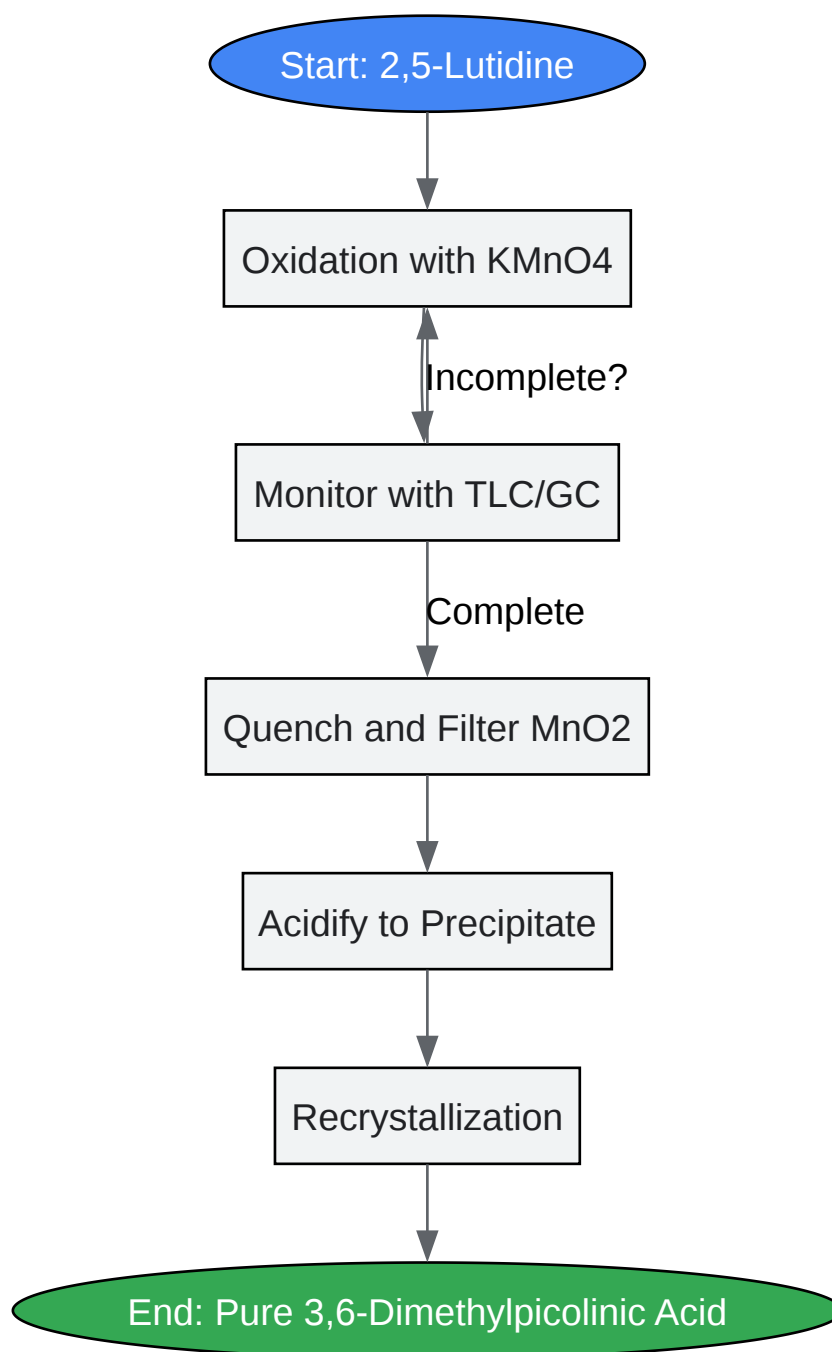 Start: 2,5-Lutidine
Oxidation with KMnO4
Incomplete?
Monitor with TLC/GC
Complete
Quench and Filter MnO2
Acidify to Precipitate
Recrystallization
End: Pure 3,6-Dimethylpicolinic Acid